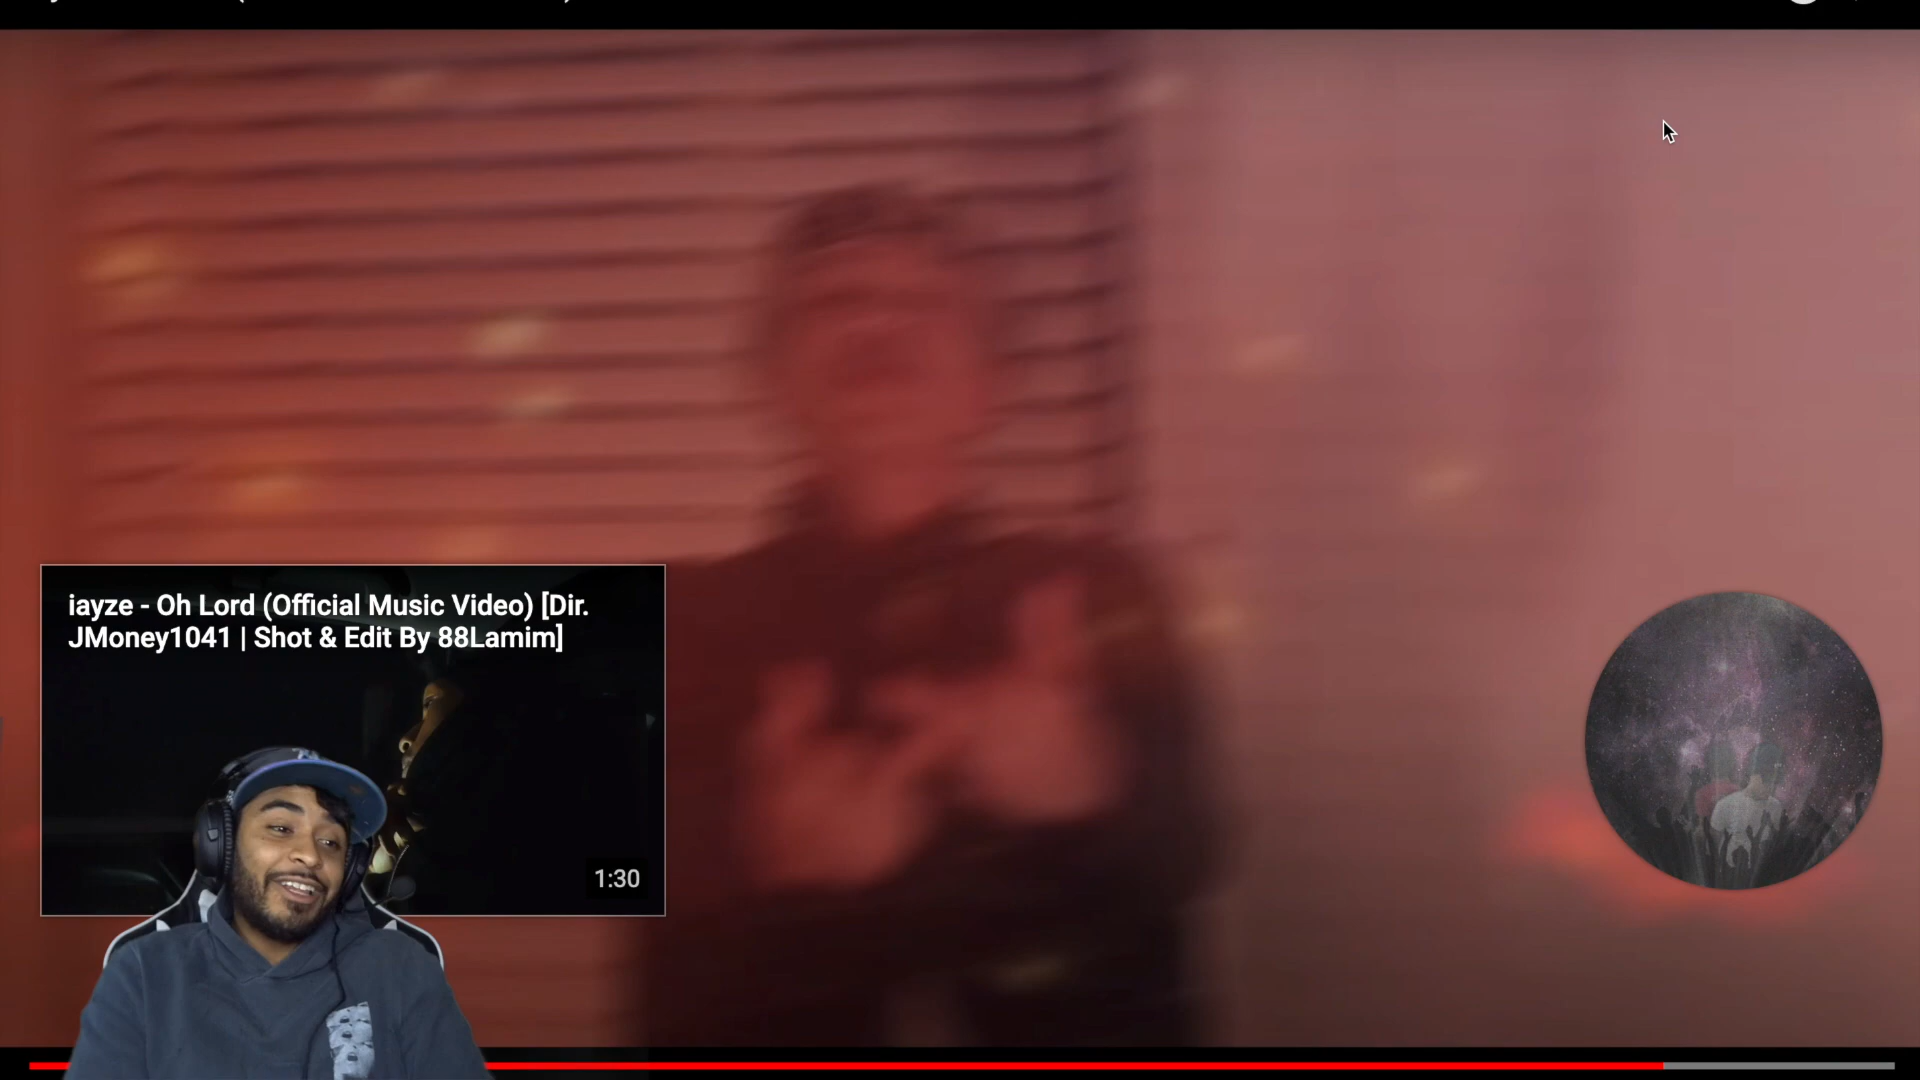 iayze - Oh Lord (Official Music Video) [Dir.
JMoney1041 | Shot & Edit By 88Lamim]
1:30